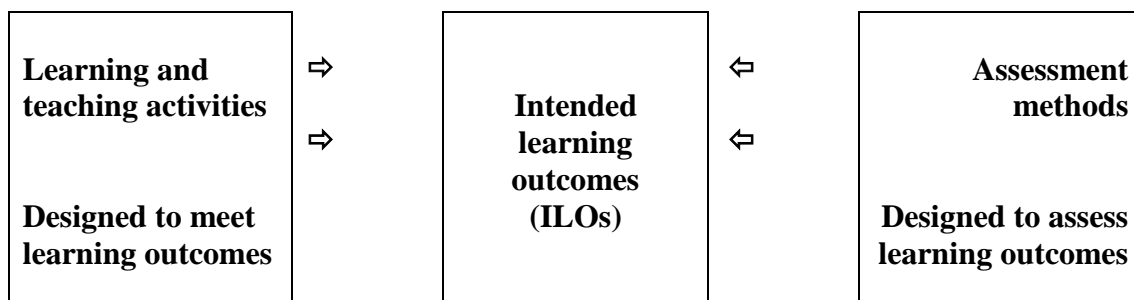 Learning and
teaching activities
Designed to meet
learning outcomes
⇨
⇨
Intended
learning
outcomes
(ILOs)
⇦
⇦
Assessment
methods
Designed to assess
learning outcomes